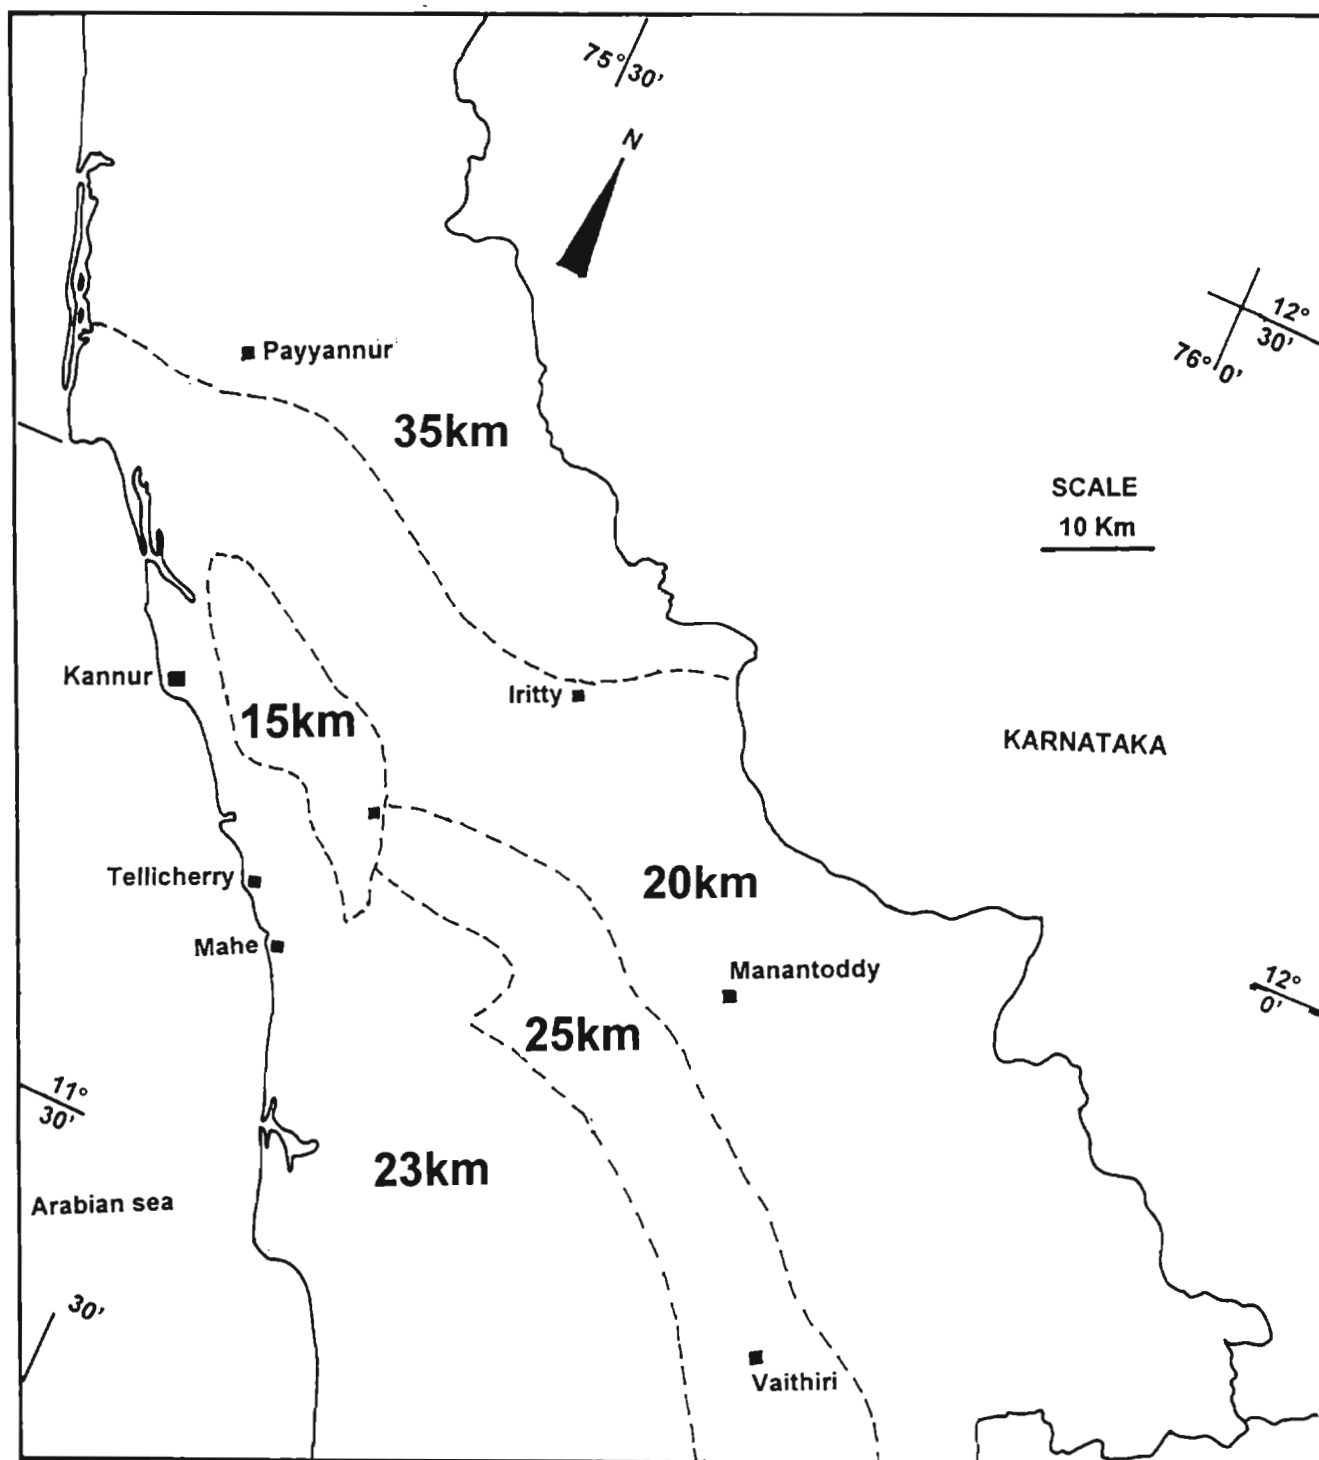 75° 30'
N
12°
30'
76° 0'
Payyannur
35km
SCALE
10 Km
Kannur
Iritty
15km
KARNATAKA
20km
Tellicherry
Mahe
Manantoddy
12°
0'
25km
11°
30'
23km
Arabian sea
30'
Vaithiri